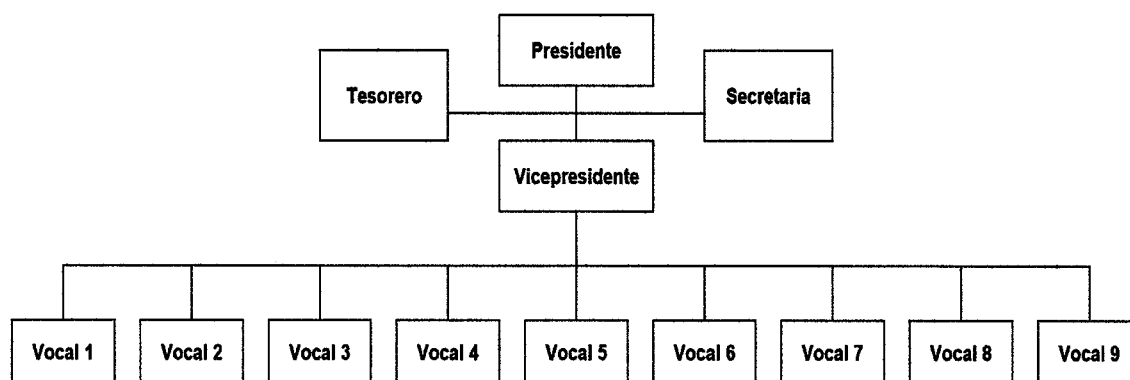 Presidente
Tesorero
Secretaria
Vicepresidente
Vocal 1
Vocal 2
Vocal 3
Vocal 4
Vocal 5
Vocal 6
Vocal 7
Vocal 8
Vocal 9